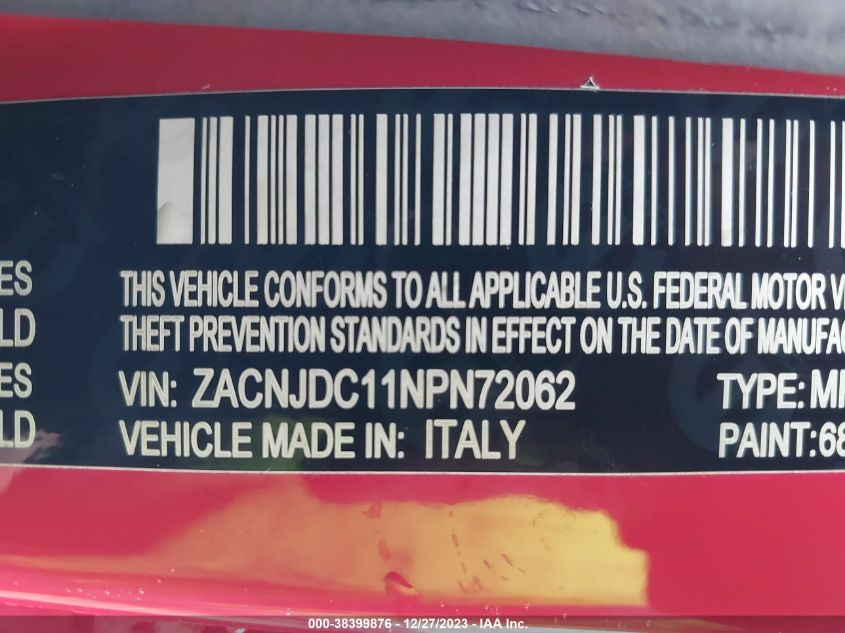 ES
LD
ES
LD
THIS VEHICLE CONFORMS TO ALL APPLICABLE U.S. FEDERAL MOTOR V
THEFT PREVENTION STANDARDS IN EFFECT ON THE DATE OF MANUFAC
VIN: ZACNJDC11NPN72062 TYPE: M
VEHICLE MADE IN: ITALY PAINT:68
000-38399876 - 12/27/2023 - IAA Inc.